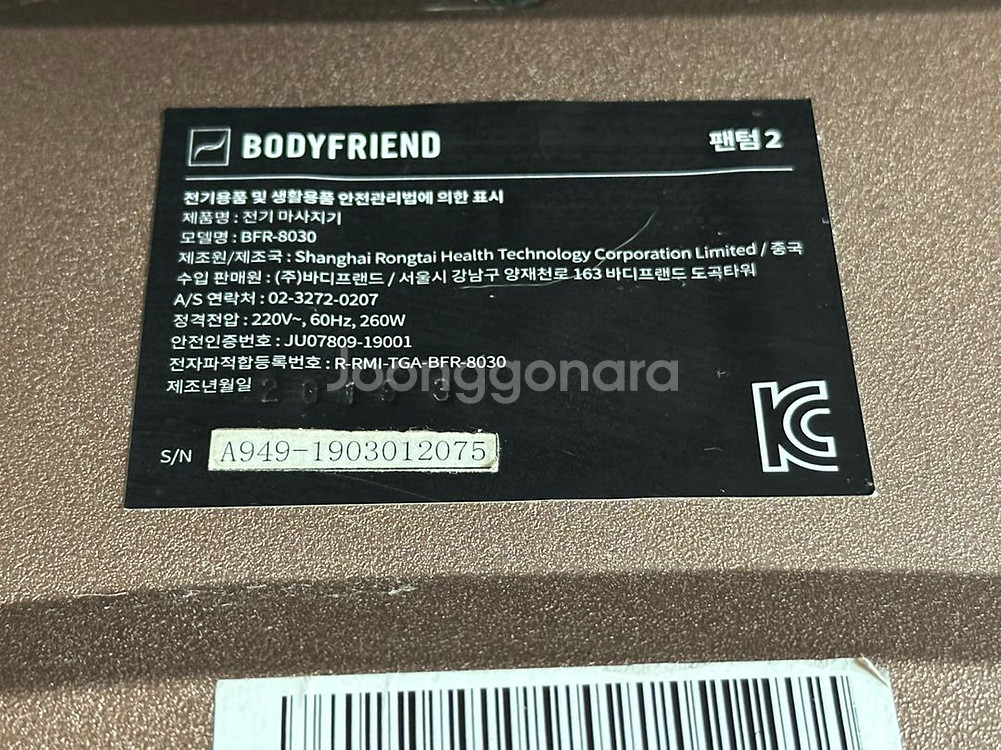 BODYFRIEND 팬텀 2
전기용품 및 생활용품 안전관리법에 의한 표시
제품명 : 전기 마사지기
모델명 : BFR-8030
제조원/제조국 : Shanghai Rongtai Health Technology Corporation Limited / 중국
수입 판매원 : (주)바디프랜드 / 서울시 강남구 양재천로 163 바디프랜드 도곡타워
A/S 연락처 : 02-3272-0207
정격전압 : 220V~, 60Hz, 260W
안전인증번호 : JU07809-19001
전자파적합등록번호 : R-RMI-TGA-BFR-8030
Joonggonara
제조년월일
S/N A949-1903012075